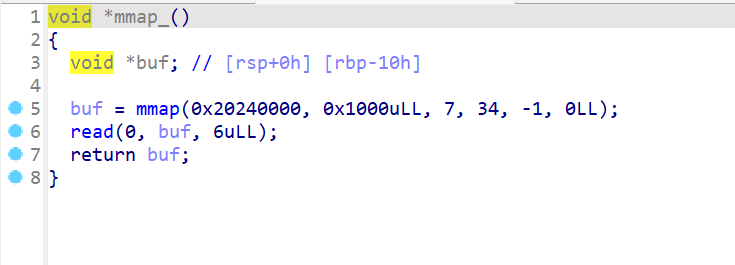 1 void *mmap_()
2 {
3   void *buf; // [rsp+0h] [rbp-10h]
4
5   buf = mmap(0x20240000, 0x1000uLL, 7, 34, -1, 0LL);
6   read(0, buf, 6uLL);
7   return buf;
8 }